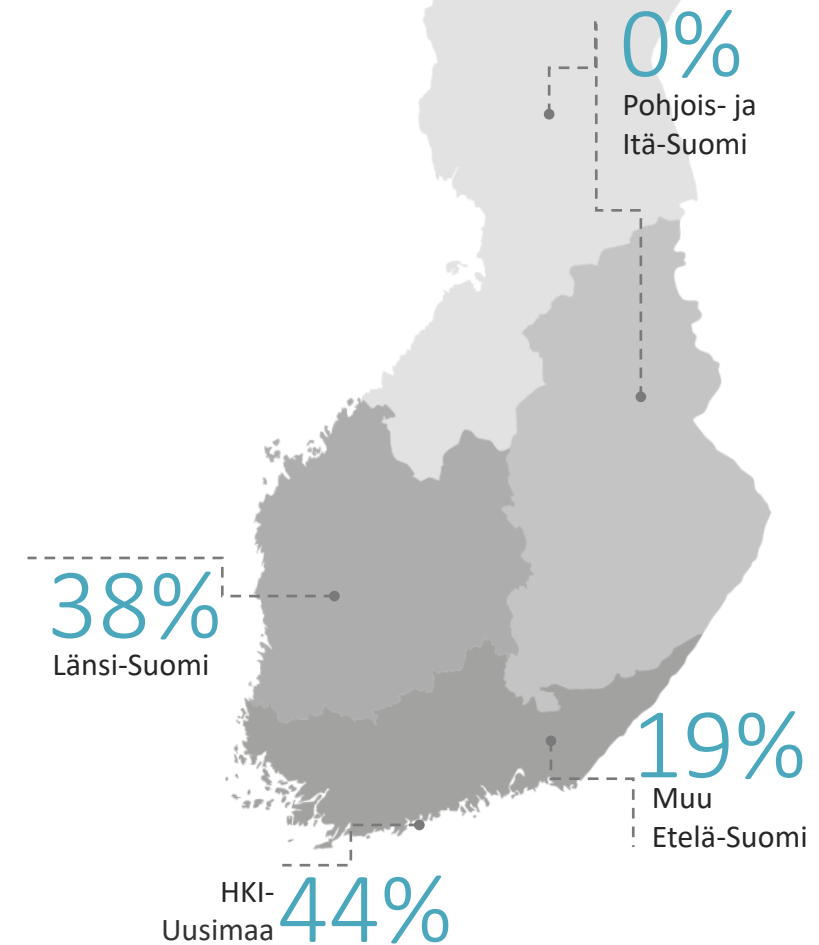 0%
Pohjois- ja
Itä-Suomi
38%
Länsi-Suomi
19%
Muu
Etelä-Suomi
HKI-
Uusimaa
44%